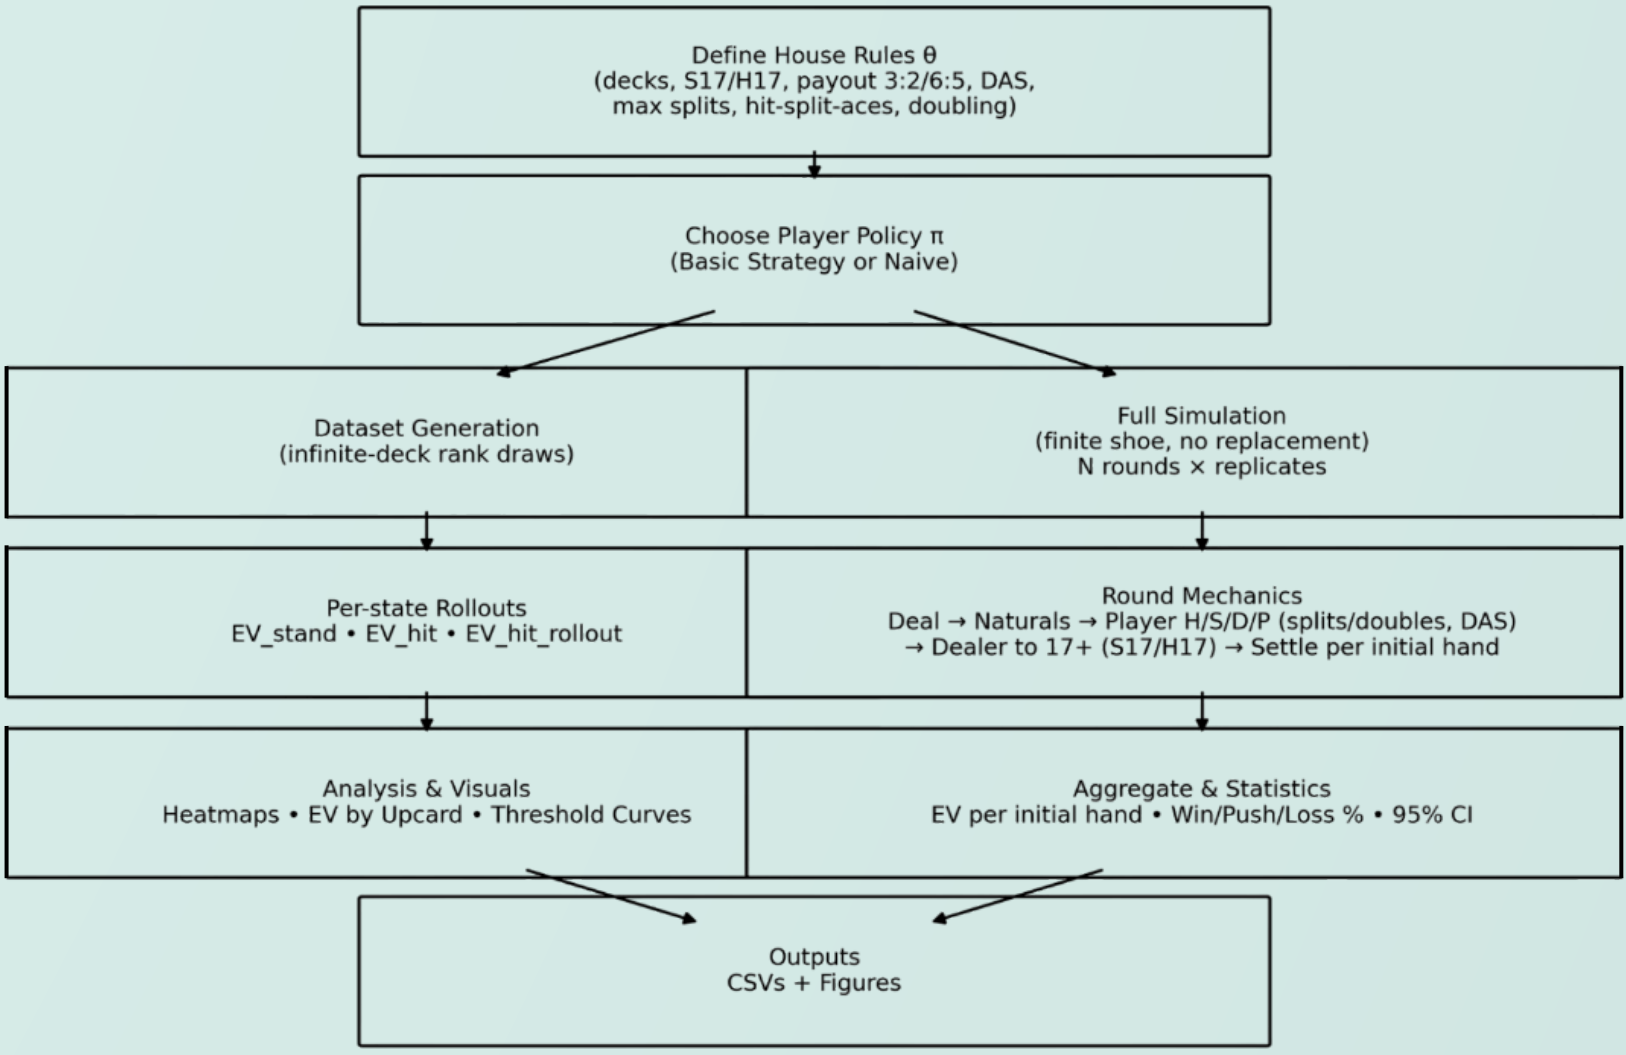 Define House Rules θ
(decks, S17/H17, payout 3:2/6:5, DAS,
max splits, hit-split-aces, doubling)
Choose Player Policy π
(Basic Strategy or Naive)
Dataset Generation
(infinite-deck rank draws)
Full Simulation
(finite shoe, no replacement)
N rounds × replicates
Per-state Rollouts
EV_stand • EV_hit • EV_hit_rollout
Round Mechanics
Deal → Naturals → Player H/S/D/P (splits/doubles, DAS)
→ Dealer to 17+ (S17/H17) → Settle per initial hand
Analysis & Visuals
Heatmaps • EV by Upcard • Threshold Curves
Aggregate & Statistics
EV per initial hand • Win/Push/Loss % • 95% CI
Outputs
CSVs + Figures